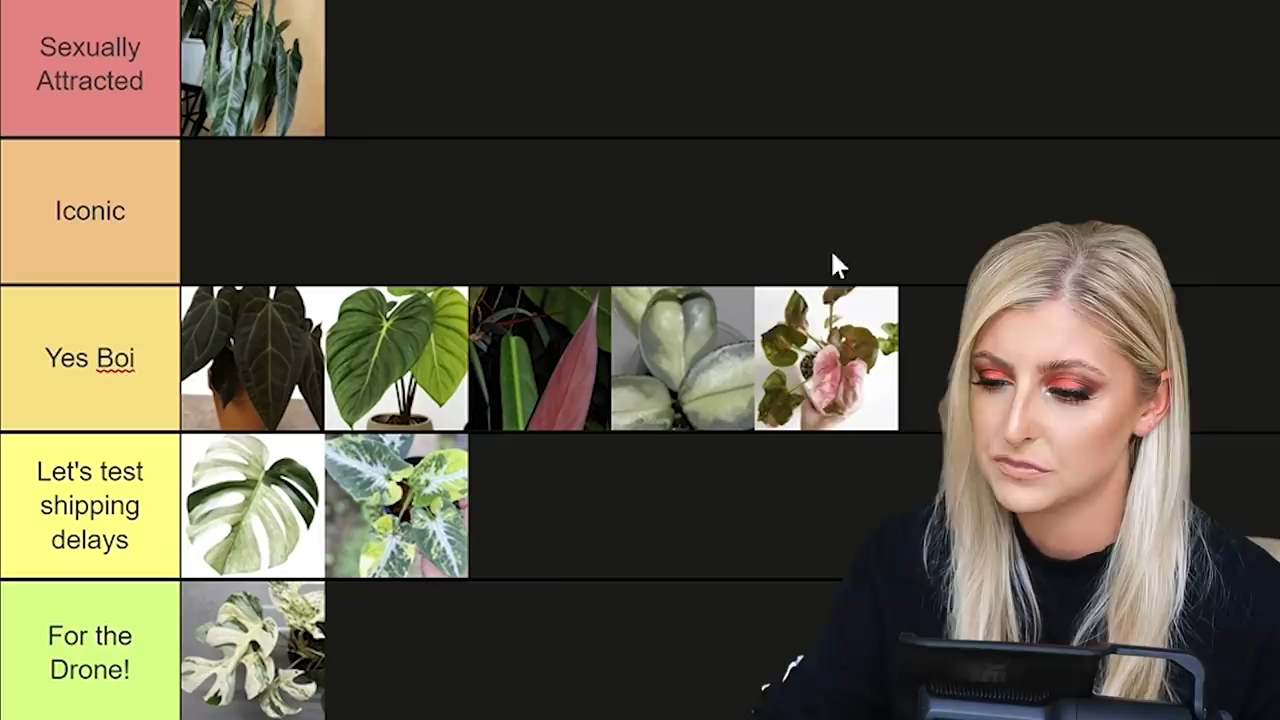 Sexually
Attracted
Iconic
Yes Boi
Let's test
shipping
delays
For the
Drone!